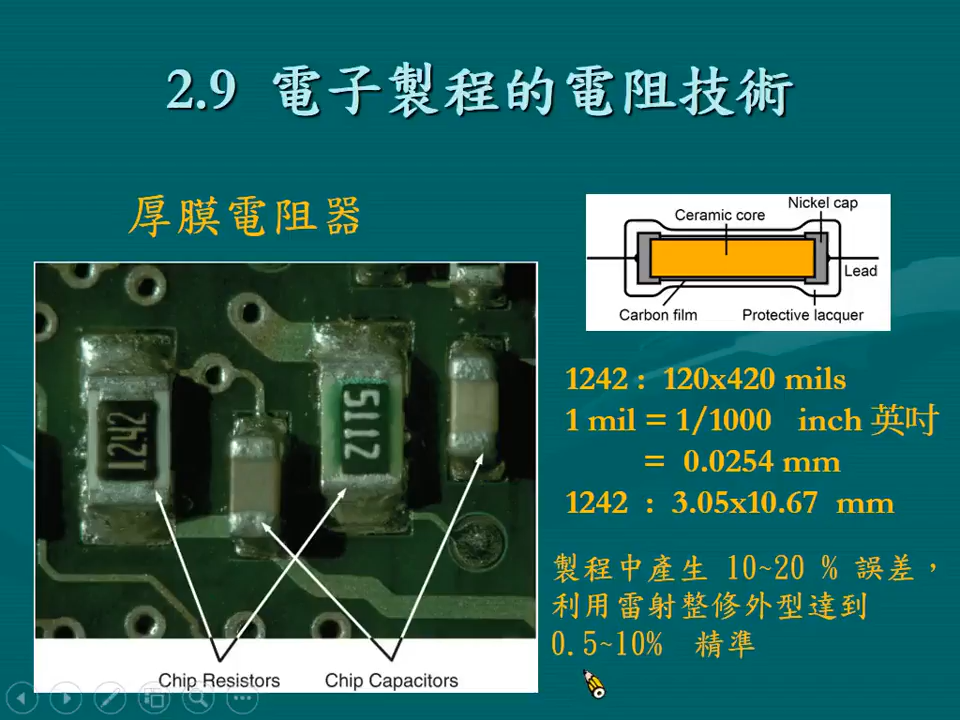 2.9 電子製程的電阻技術
厚膜電阻器
Ceramic core
Nickel cap
Lead
Carbon film
Protective lacquer
1242
2115
Chip Resistors
Chip Capacitors
1242 : 120x420 mils
1 mil = 1/1000 inch 英吋
= 0.0254 mm
1242 : 3.05x10.67 mm
製程中產生 10~20 % 誤差，
利用雷射整修外型達到
0.5~10% 精準